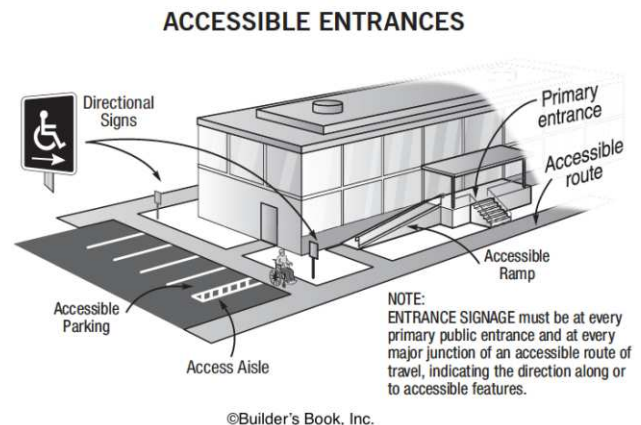 ACCESSIBLE ENTRANCES
Directional
Signs
Primary
entrance
Accessible
route
Accessible
Ramp
Accessible
Parking
Access Aisle
NOTE:
ENTRANCE SIGNAGE must be at every
primary public entrance and at every
major junction of an accessible route of
travel, indicating the direction along or
to accessible features.
©Builder's Book, Inc.